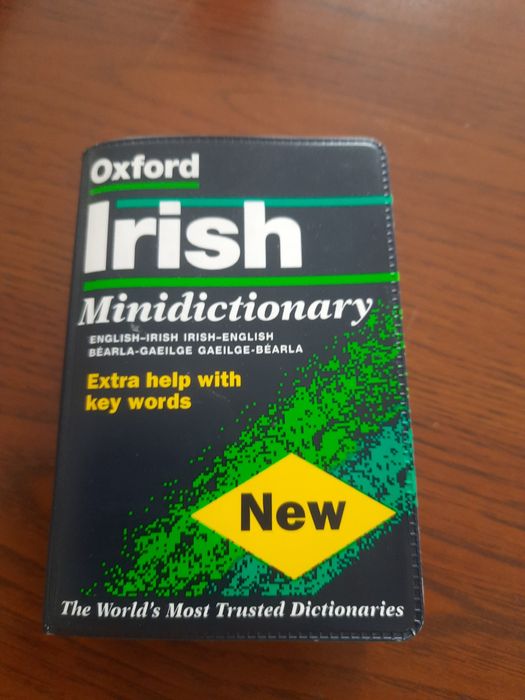 Oxford
Irish
Minidictionary
ENGLISH–IRISH IRISH–ENGLISH
BÉARLA-GAEILGE GAEILGE-BÉARLA
Extra help with
key words
New
The World's Most Trusted Dictionaries